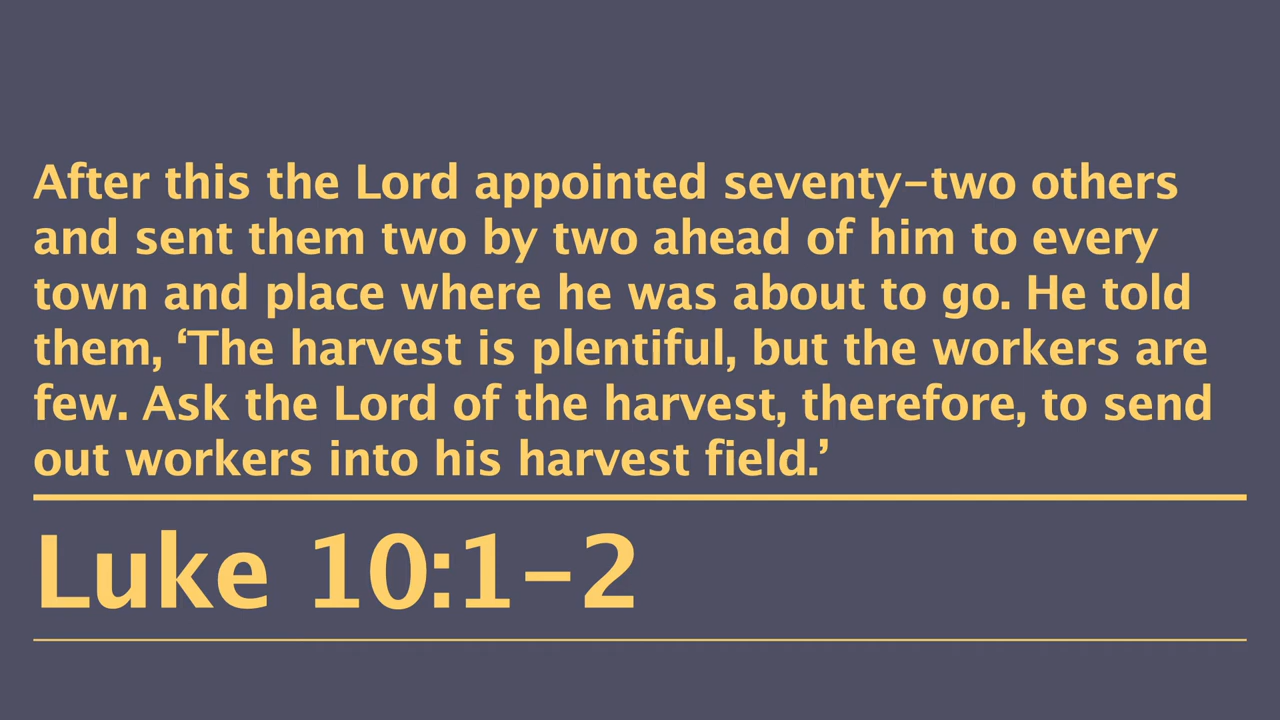 After this the Lord appointed seventy-two others
and sent them two by two ahead of him to every
town and place where he was about to go. He told
them, ‘The harvest is plentiful, but the workers are
few. Ask the Lord of the harvest, therefore, to send
out workers into his harvest field.’
Luke 10:1-2